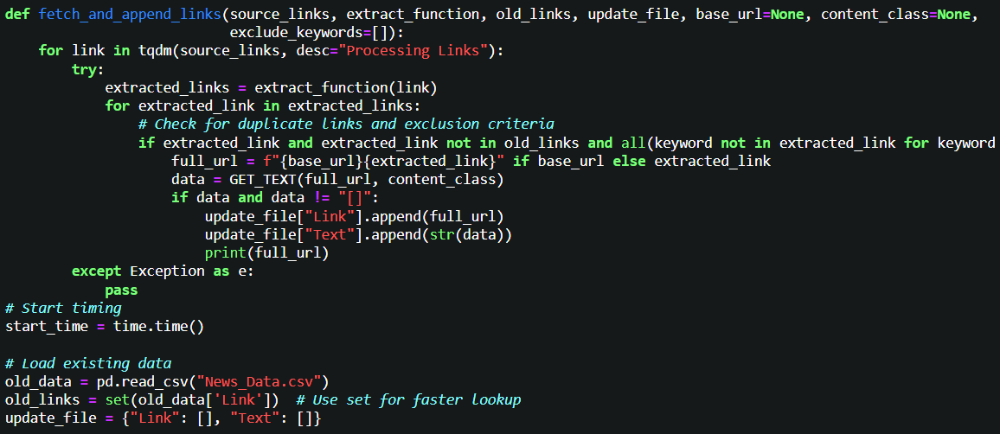 def fetch_and_append_links(source_links, extract_function, old_links, update_file, base_url=None, content_class=None,
                           exclude_keywords=[]):
    for link in tqdm(source_links, desc="Processing Links"):
        try:
            extracted_links = extract_function(link)
            for extracted_link in extracted_links:
                # Check for duplicate links and exclusion criteria
                if extracted_link and extracted_link not in old_links and all(keyword not in extracted_link for keyword
                    full_url = f"{base_url}{extracted_link}" if base_url else extracted_link
                    data = GET_TEXT(full_url, content_class)
                    if data and data != "[]":
                        update_file["Link"].append(full_url)
                        update_file["Text"].append(str(data))
                        print(full_url)
        except Exception as e:
            pass
# Start timing
start_time = time.time()

# Load existing data
old_data = pd.read_csv("News_Data.csv")
old_links = set(old_data['Link'])  # Use set for faster lookup
update_file = {"Link": [], "Text": []}